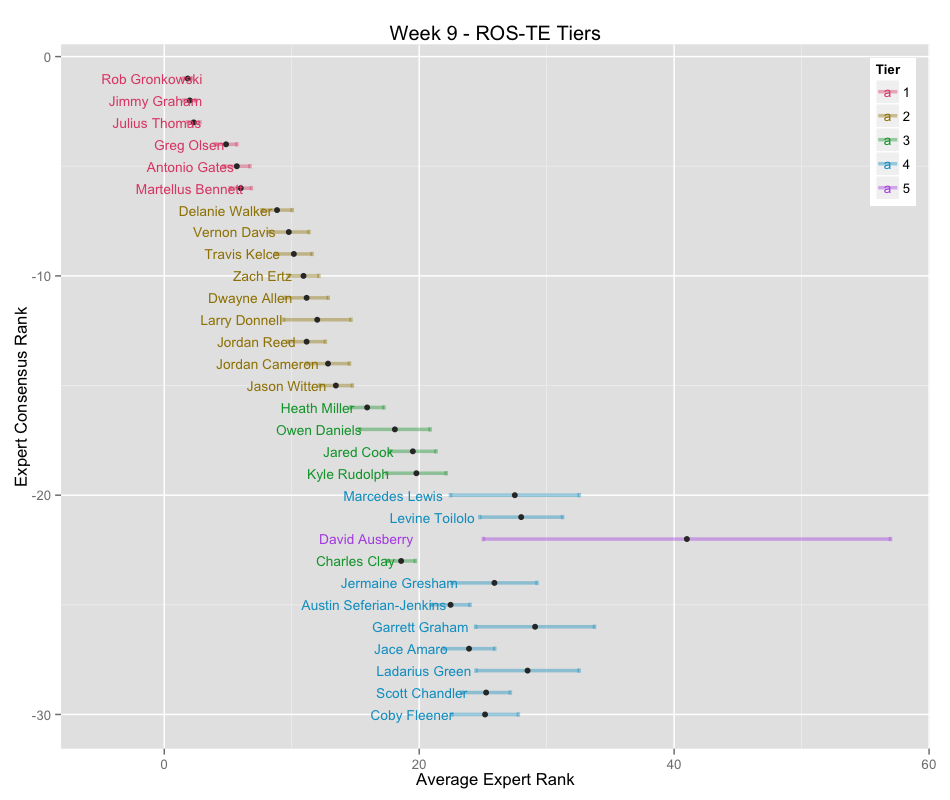 Week 9 - ROS-TE Tiers
0
Tier
Rob Gronkowski
a 1
Jimmy Graham
a 2
Julius Thomas
Greg Olsen
a 3
Antonio Gates
a 4
Martellus Bennett
a 5
Delanie Walker
Vernon Davis
Travis Kelce
-10
Zach Ertz
Dwayne Allen
Larry Donnell
Jordan Reed
Jordan Cameron
Jason Witten
Expert Consensus Rank
Heath Miller
Owen Daniels
Jared Cook
Kyle Rudolph
-20
Marcedes Lewis
Levine Toilolo
David Ausberry
Charles Clay
Jermaine Gresham
Austin Seferian-Jenkins
Garrett Graham
Jace Amaro
Ladarius Green
Scott Chandler
-30
Coby Fleener
0 20 40 60
Average Expert Rank